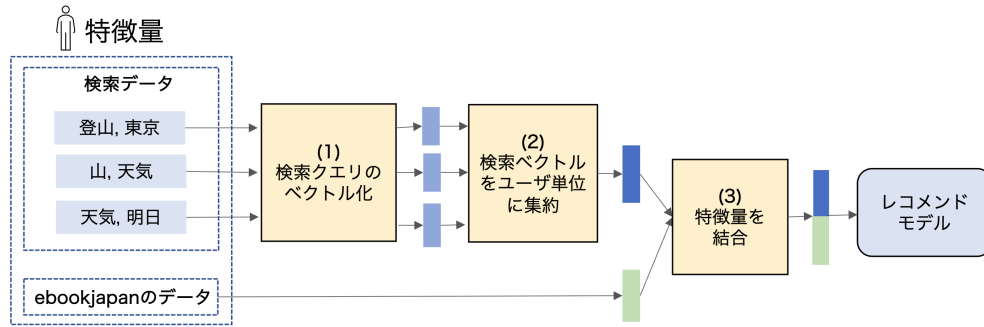 特徴量
検索データ
登山, 東京
山, 天気
天気, 明日
ebookjapanのデータ
(1)
検索クエリの
ベクトル化
(2)
検索ベクトル
をユーザ単位
に集約
(3)
特徴量を
結合
レコメンド
モデル